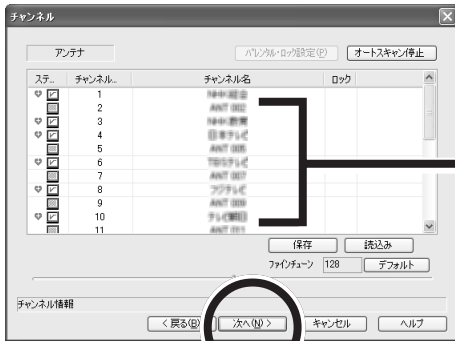 チャンネル
アンテナ
パレンタル・ロック設定(P)
オートスキャン停止
ステ.. チャンネル... チャンネル名 ロック
1
2
3
4
5
6
7
8
9
10
11
保存 読込み
ファインチューン 128 デフォルト
チャンネル情報
< 戻る(B) 次へ(N) > キャンセル ヘルプ